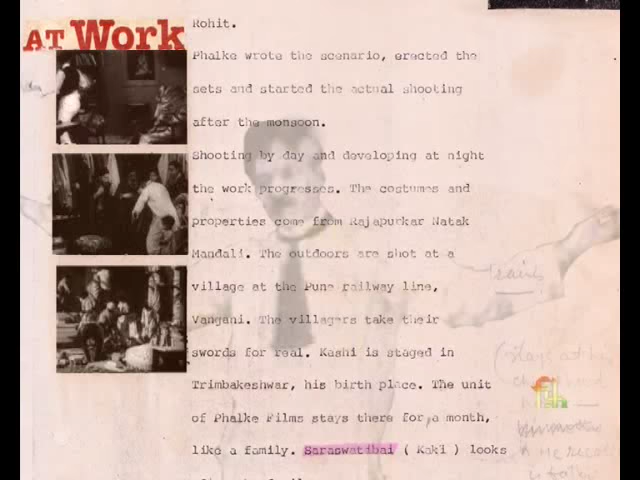 AT Work
Rohit.
Phalke wrote the scenario, erected the
sets and started the actual shooting
after the monsoon.
Shooting by day and developing at night
the work progresses. The costumes and
properties come from Rajapurkar Natak
Mandali. The outdoors are shot at a
village at the Pune railway line,
Vangani. The villagers take their
swords for real. Kashi is staged in
Trimbakeshwar, his birth place. The unit
of Phalke Films stays there for a month,
like a family. Saraswatibai ( Kaki ) looks